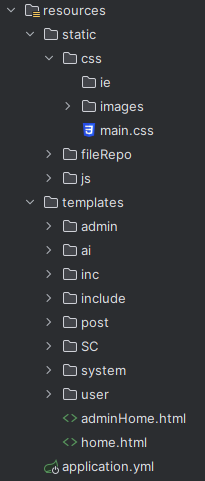 resources
static
css
ie
images
main.css
fileRepo
js
templates
admin
ai
inc
include
post
SC
system
user
adminHome.html
home.html
application.yml